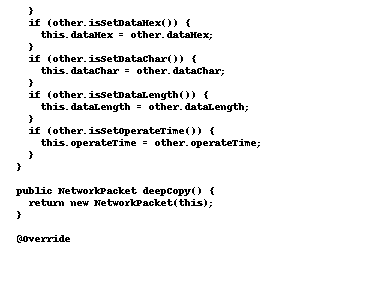 }
if (other.isSetDataHex()) {
this.dataHex = other.dataHex;
}
if (other.isSetDataChar()) {
this.dataChar = other.dataChar;
}
if (other.isSetDataLength()) {
this.dataLength = other.dataLength;
}
if (other.isSetOperateTime()) {
this.operateTime = other.operateTime;
}
}
public NetworkPacket deepCopy() {
return new NetworkPacket(this);
}
@Override